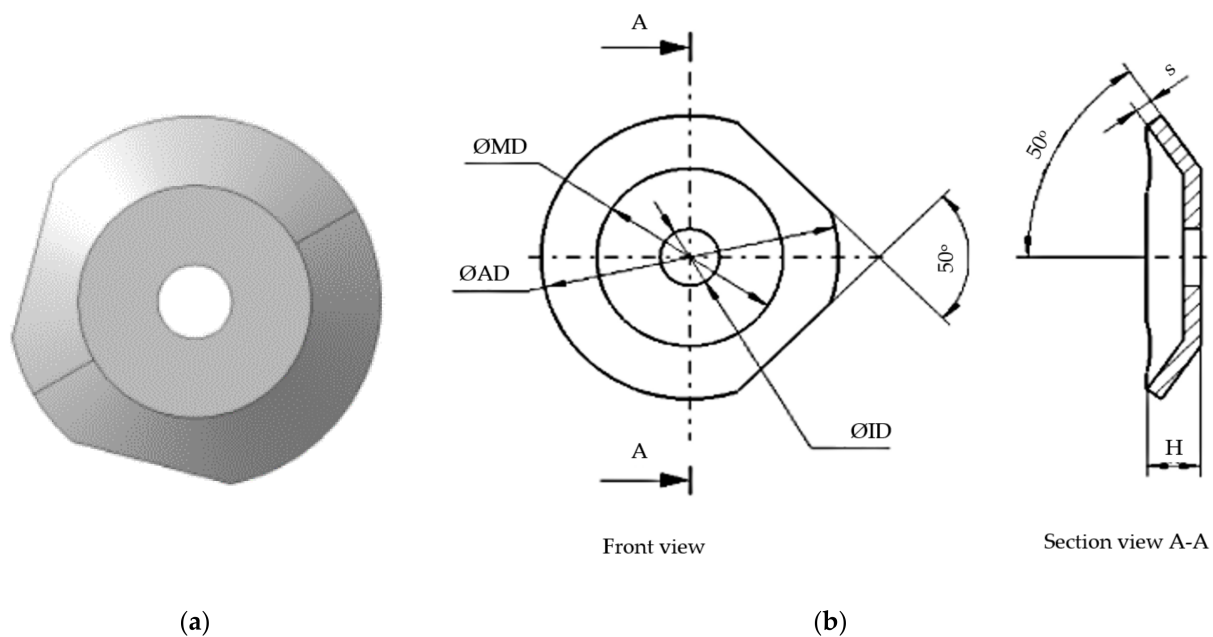 A
ØMD
ØAD
50°
ØID
A
Front view
s
50°
H
Section view A-A
(a)
(b)